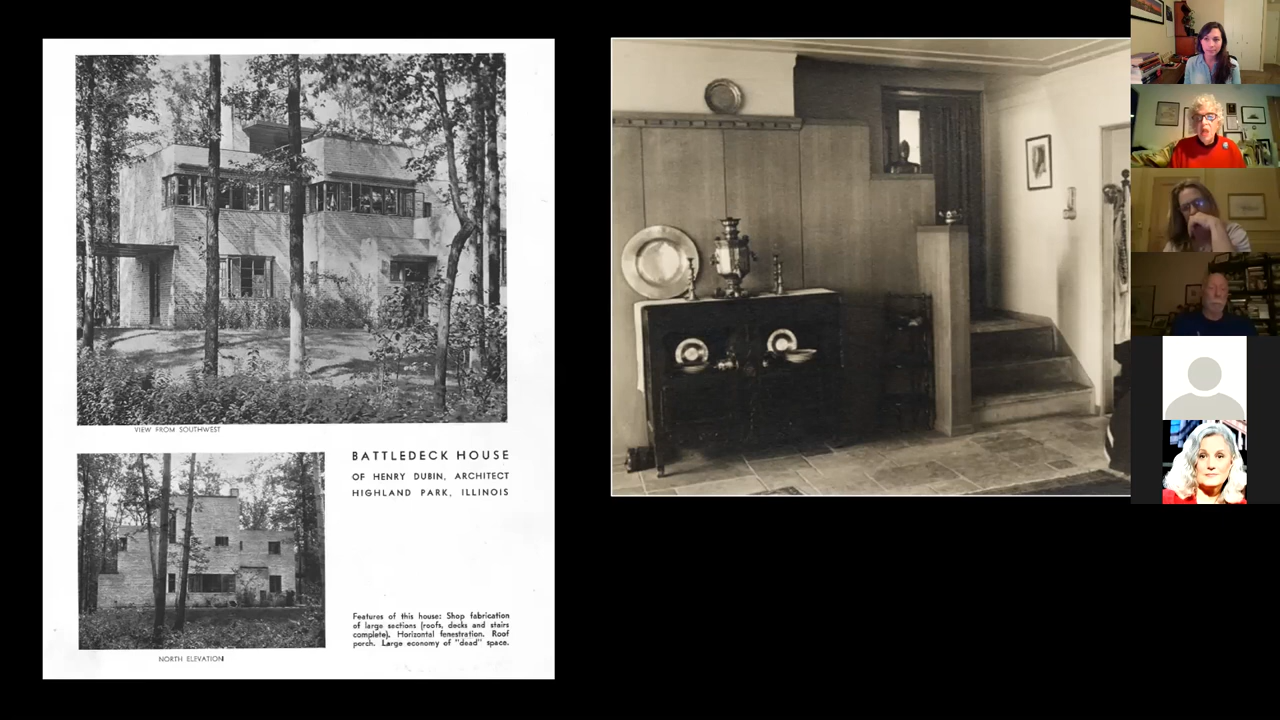 VIEW FROM SOUTHWEST
BATTLEDECK HOUSE
OF HENRY DUBIN, ARCHITECT
HIGHLAND PARK, ILLINOIS
Features of this house: Shop fabrication
of large sections (roofs, decks and stairs
complete). Horizontal fenestration. Roof
porch. Large economy of "dead" space.
NORTH ELEVATION